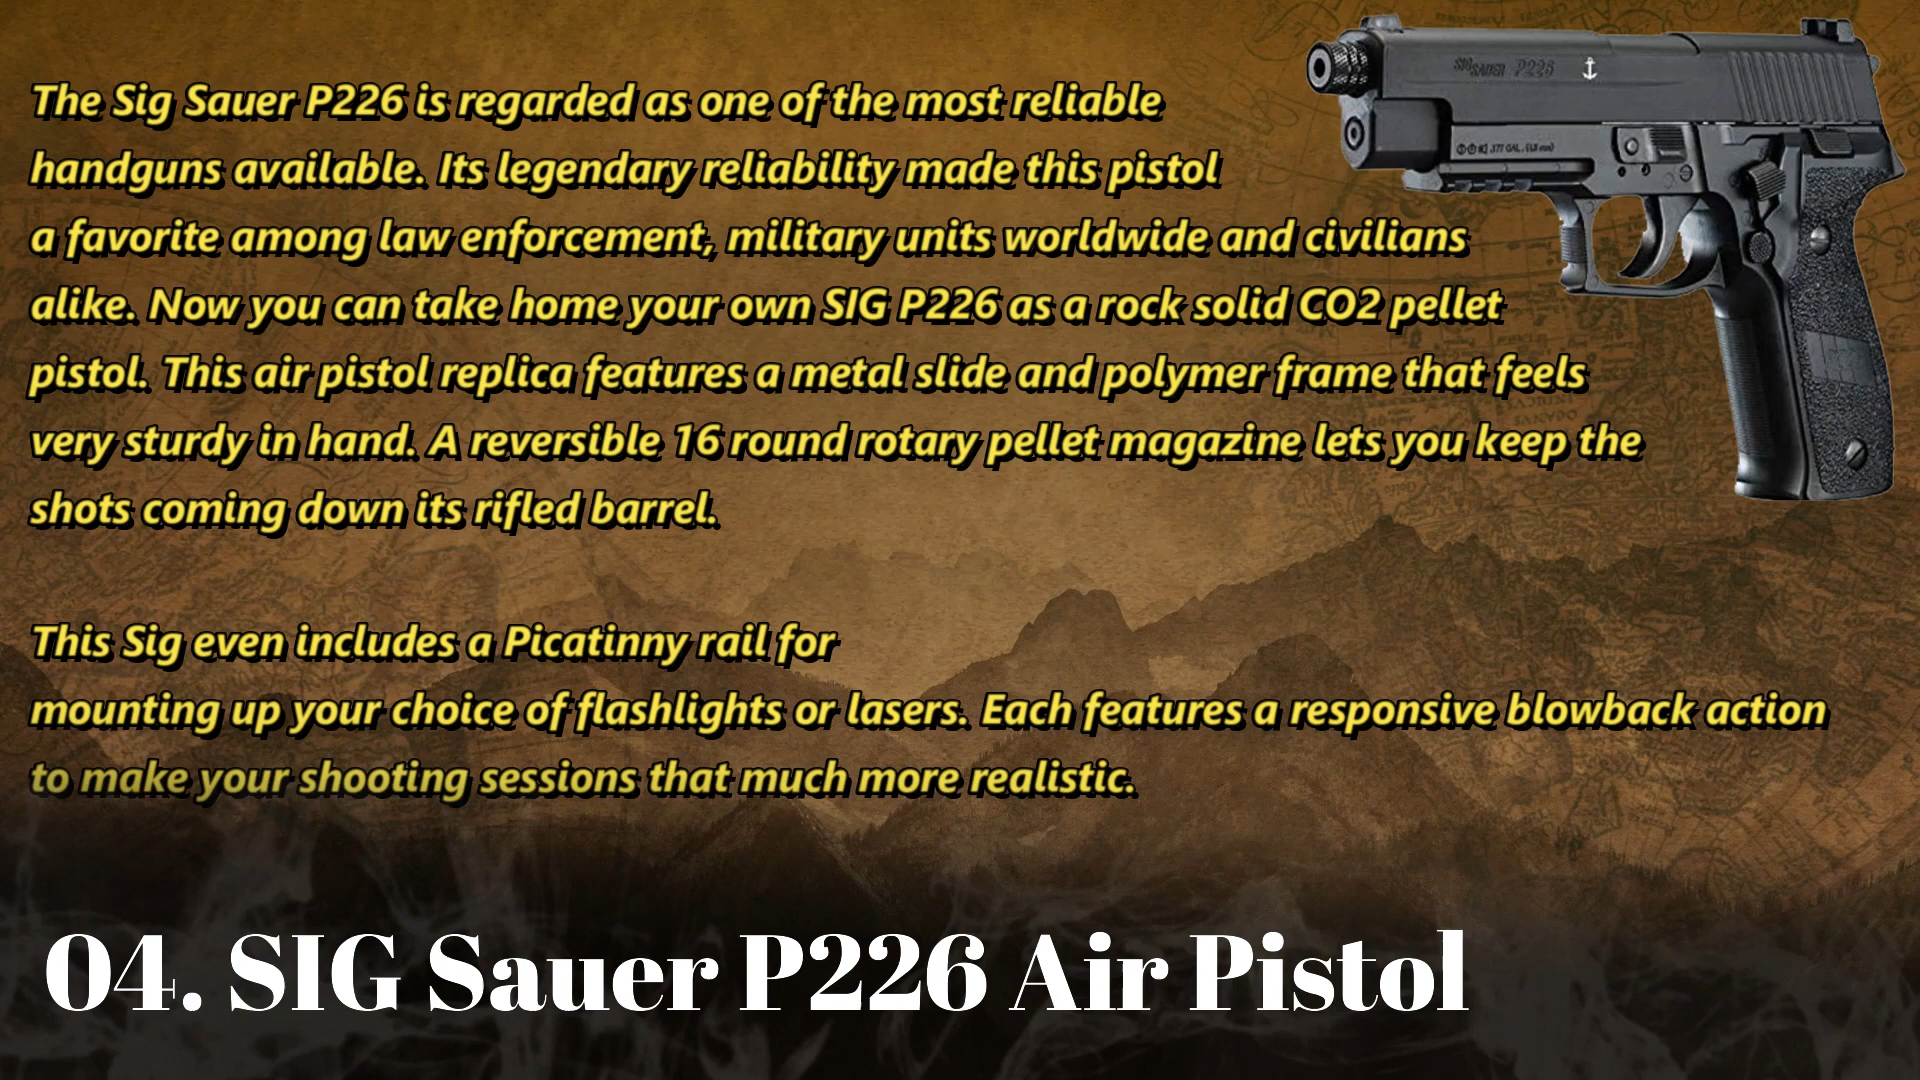 The Sig Sauer P226 is regarded as one of the most reliable
handguns available. Its legendary reliability made this pistol
a favorite among law enforcement, military units worldwide and civilians
alike. Now you can take home your own SIG P226 as a rock solid CO2 pellet
pistol. This air pistol replica features a metal slide and polymer frame that feels
very sturdy in hand. A reversible 16 round rotary pellet magazine lets you keep the
shots coming down its rifled barrel.
This Sig even includes a Picatinny rail for
mounting up your choice of flashlights or lasers. Each features a responsive blowback action
to make your shooting sessions that much more realistic.
SIG SAUER P226
.177 CAL. (4.5 mm)
04. SIG Sauer P226 Air Pistol